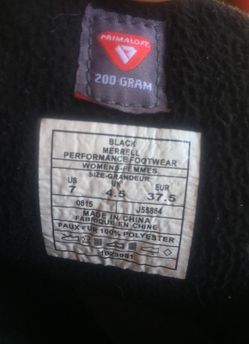 PRIMALOFT
200 GRAM
BLACK
MERRELL
PERFORMANCE FOOTWEAR
WOMENS-FEMMES
SIZE-GRANDEUR
US UK EUR
7 4.5 37.5
0815 J55884
MADE IN CHINA
FABRIQUE EN CHINE
FAUX FUR 100% POLYESTER